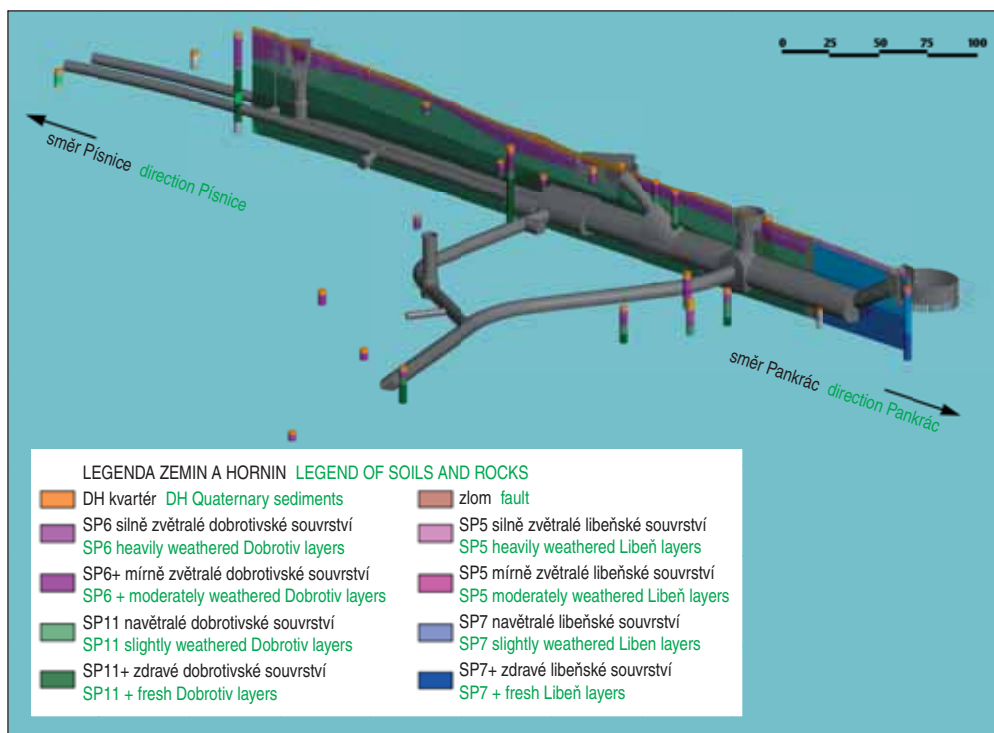 0 25 50 75 100
směr Písnice direction Písnice
směr Pankrác direction Pankrác
LEGENDA ZEMIN A HORNIN LEGEND OF SOILS AND ROCKS
DH kvartér DH Quaternary sediments
SP6 silně zvětralé dobrotivské souvrství
SP6 heavily weathered Dobrotiv layers
SP6+ mírně zvětralé dobrotivské souvrství
SP6 + moderately weathered Dobrotiv layers
SP11 navětralé dobrotivské souvrství
SP11 slightly weathered Dobrotiv layers
SP11+ zdravé dobrotivské souvrství
SP11 + fresh Dobrotiv layers
zlom fault
SP5 silně zvětralé libeňské souvrství
SP5 heavily weathered Libeň layers
SP5 mírně zvětralé libeňské souvrství
SP5 moderately weathered Libeň layers
SP7 navětralé libeňské souvrství
SP7 slightly weathered Liben layers
SP7+ zdravé libeňské souvrství
SP7 + fresh Libeň layers